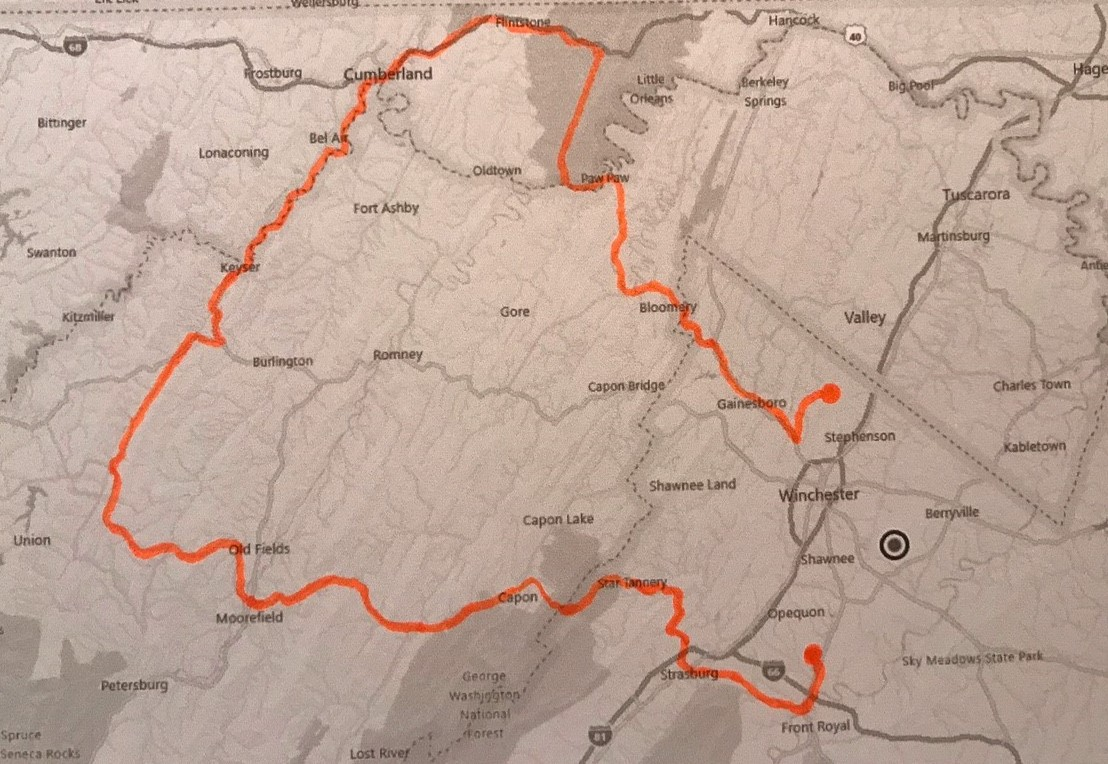 Wellersburg
Flintstone
Hancock
40
68
Frostburg
Cumberland
Hage
Little
Orleans
Berkeley
Springs
Big Pool
Bittinger
Bel Air
Lonaconing
Oldtown
Paw Paw
Tuscarora
Fort Ashby
Martinsburg
Swanton
Keyser
Kitzmiller
Gore
Bloomery
Valley
Burlington
Romney
Capon Bridge
Charles Town
Gainesboro
Stephenson
Kabletown
Shawnee Land
Winchester
Berryville
Capon Lake
Union
Old Fields
Shawnee
Star Tannery
Capon
Moorefield
Opequon
Sky Meadows State Park
66
Strasburg
Petersburg
George
Washington
National
Forest
Front Royal
Spruce
Seneca Rocks
81
Lost River